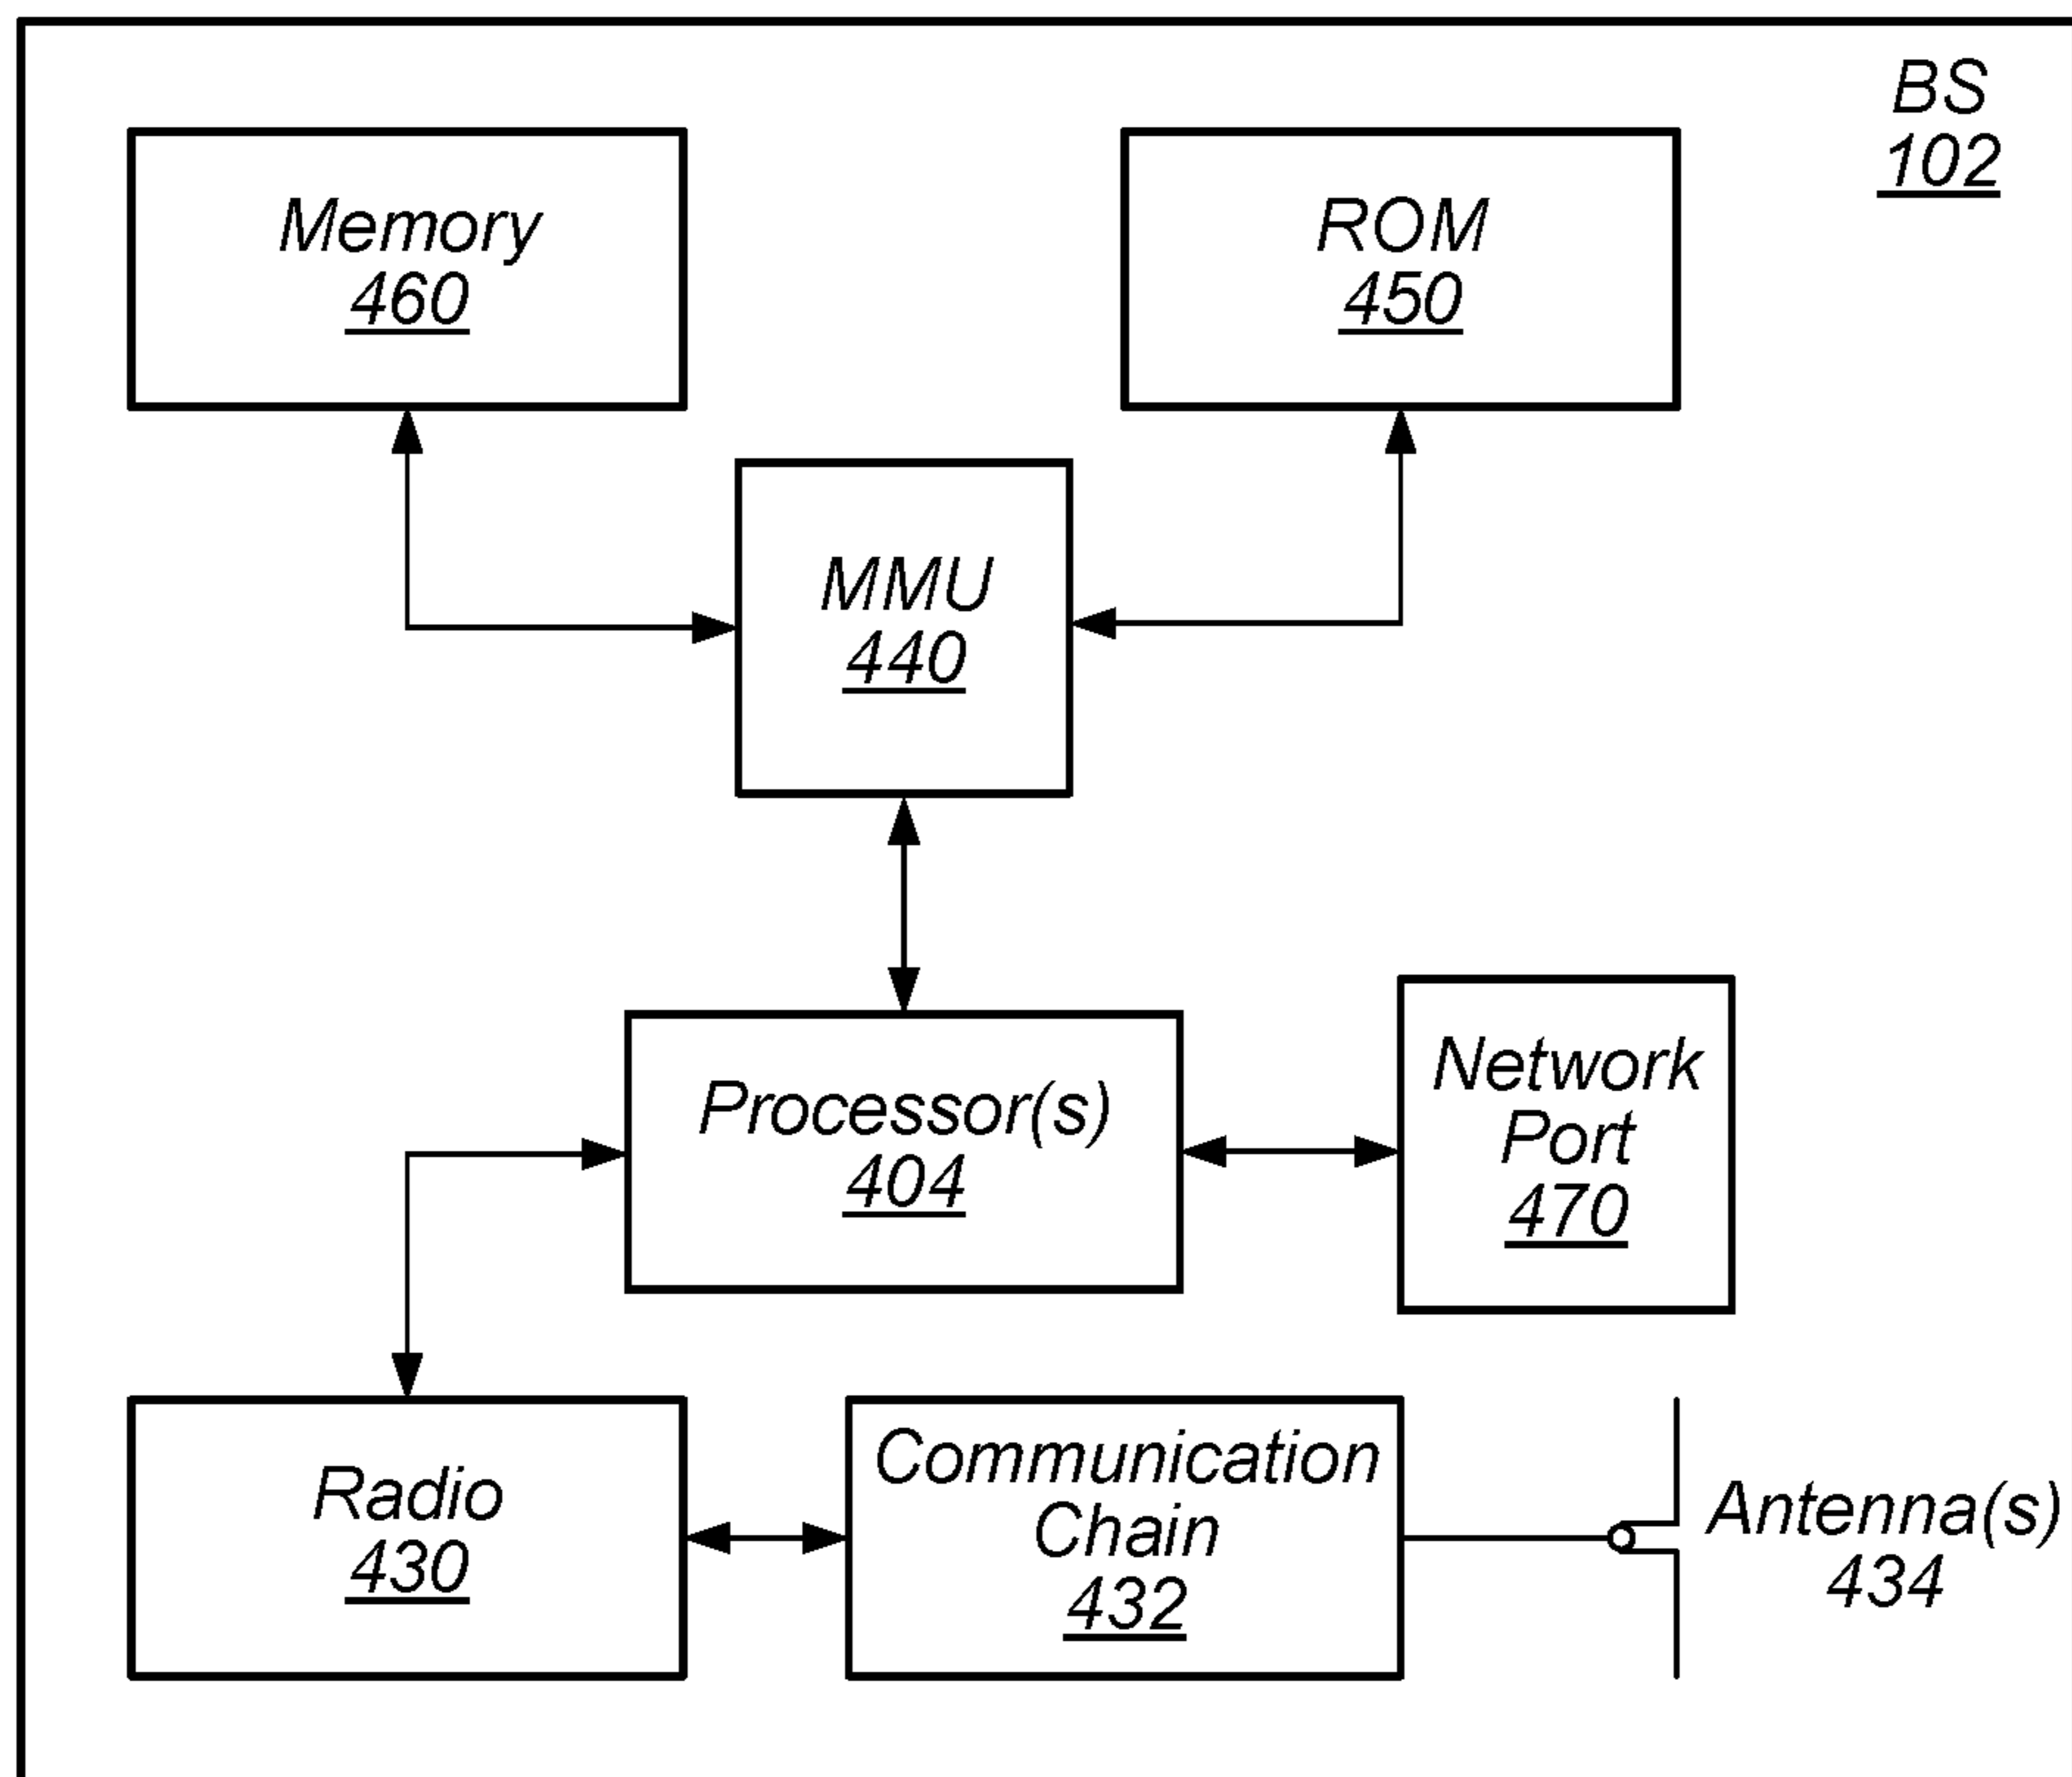 BS
102
Memory
460
ROM
450
MMU
440
Processor(s)
404
Network
Port
470
Radio
430
Communication
Chain
432
Antenna(s)
434